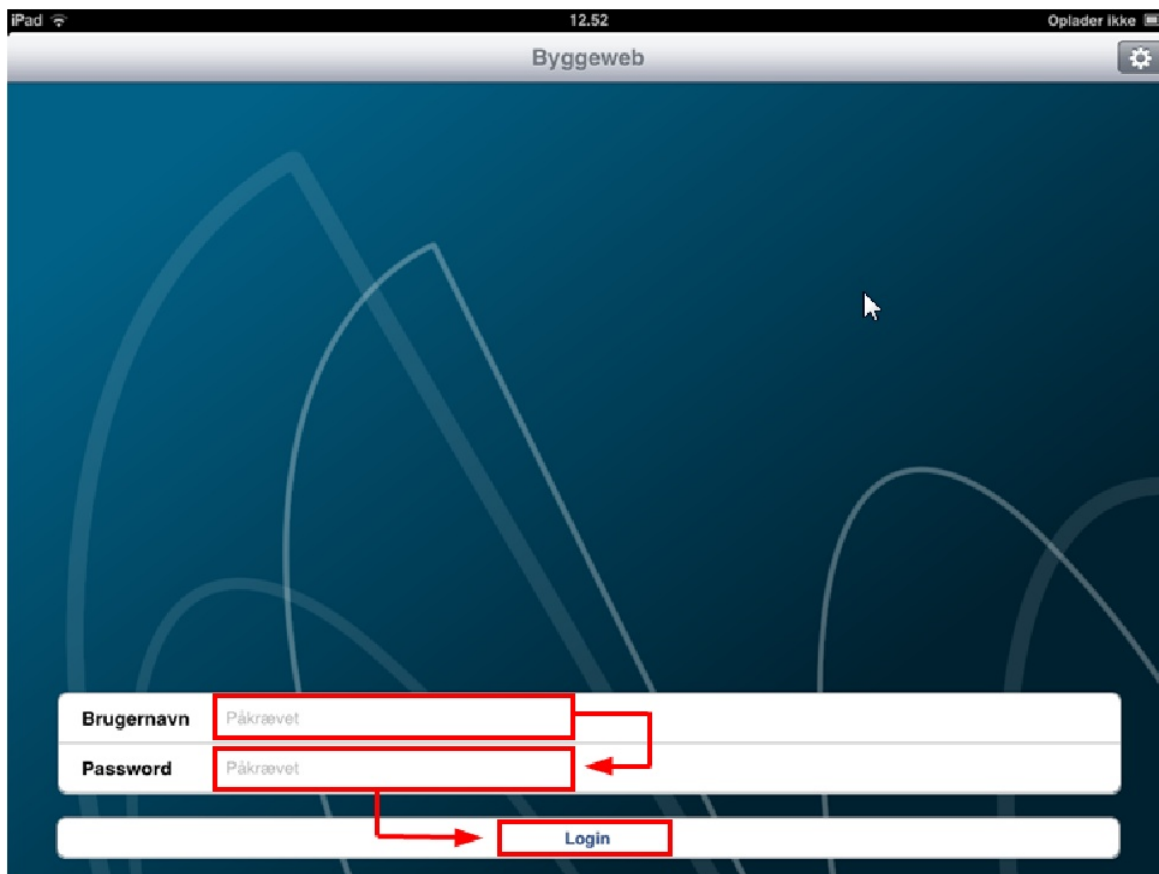 iPad 12.52 Oplader ikke
Byggeweb
Brugernavn Påkrævet
Password Påkrævet
Login